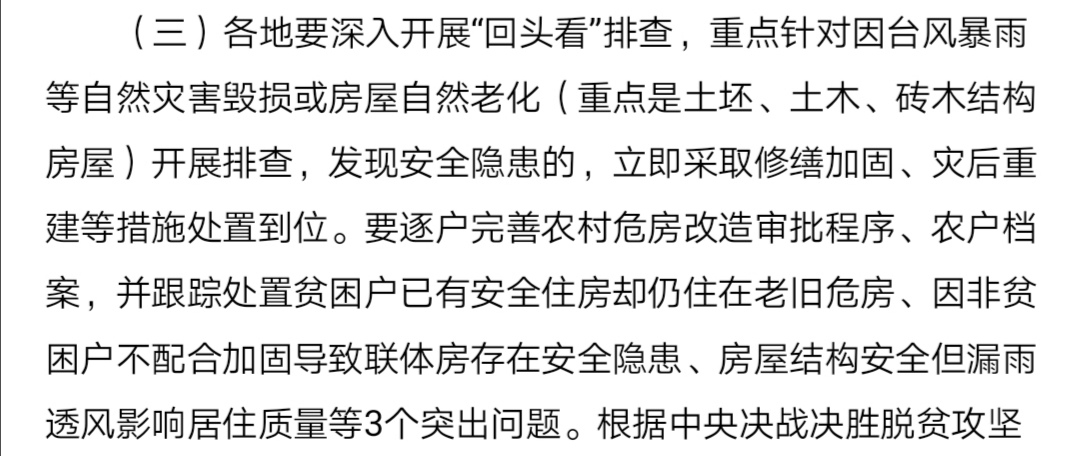 （三）各地要深入开展“回头看”排查，重点针对因台风暴雨
等自然灾害毁损或房屋自然老化（重点是土坯、土木、砖木结构
房屋）开展排查，发现安全隐患的，立即采取修缮加固、灾后重
建等措施处置到位。要逐户完善农村危房改造审批程序、农户档
案，并跟踪处置贫困户已有安全住房却仍住在老旧危房、因非贫
困户不配合加固导致联体房存在安全隐患、房屋结构安全但漏雨
透风影响居住质量等3个突出问题。根据中央决战决胜脱贫攻坚